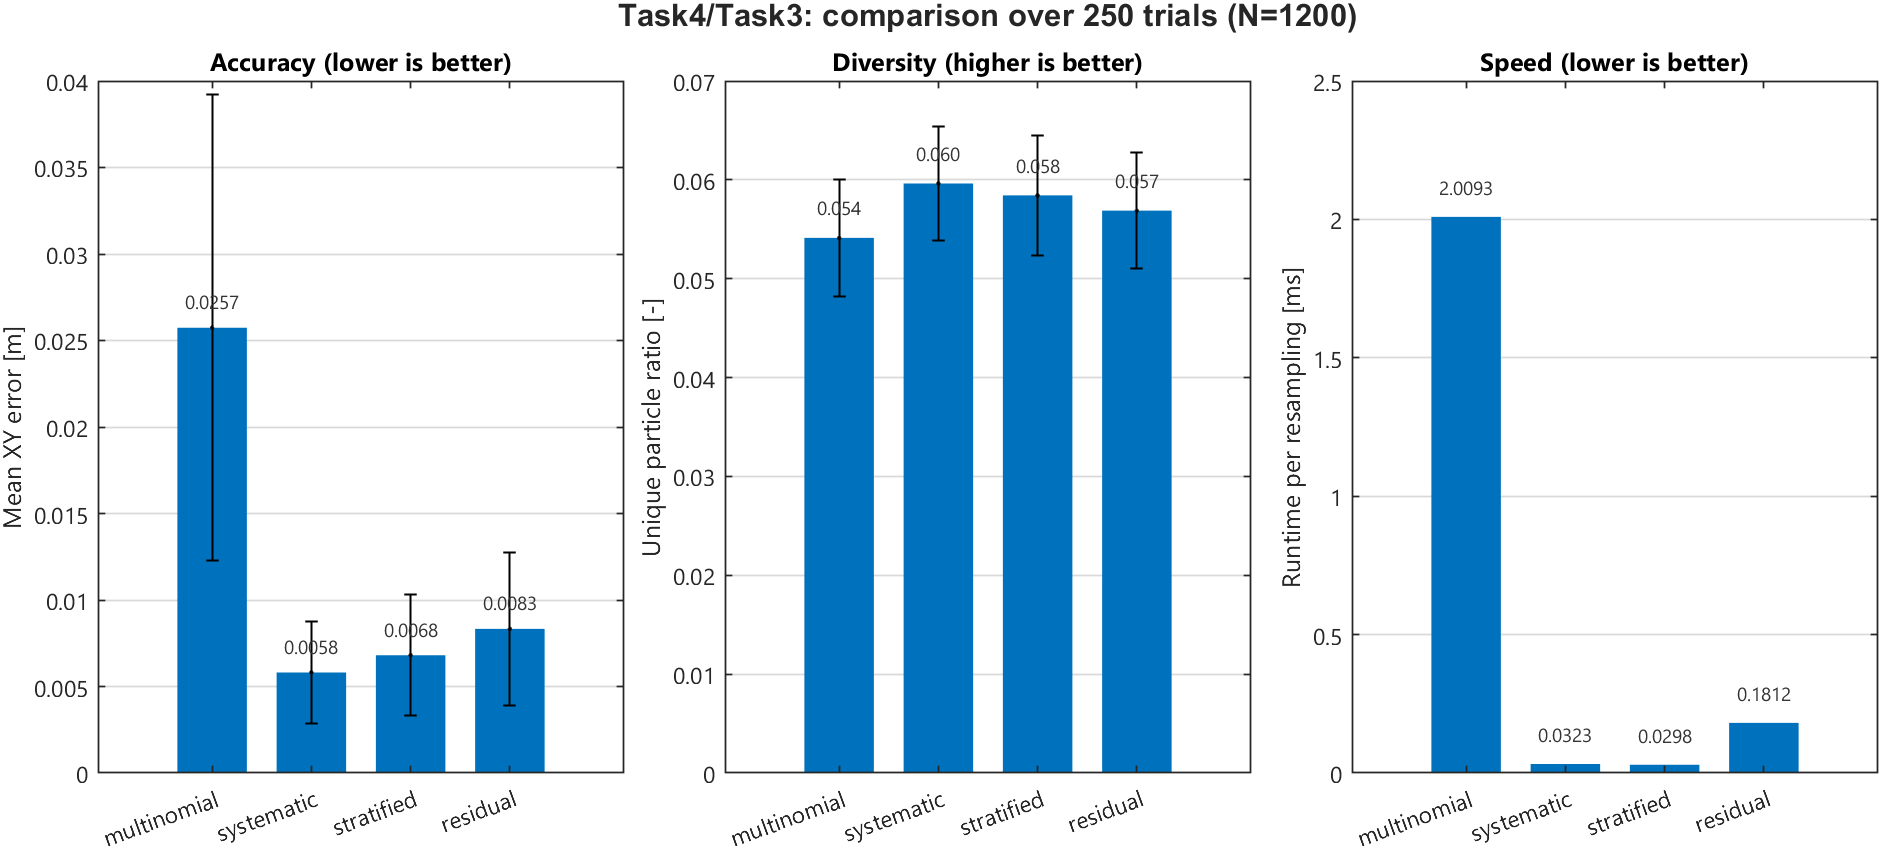 Task4/Task3: comparison over 250 trials (N=1200)
Accuracy (lower is better)
Mean XY error [m]
0.04
0.035
0.03
0.025
0.02
0.015
0.01
0.005
0
0.0257
0.0058
0.0068
0.0083
multinomial
systematic
stratified
residual
Diversity (higher is better)
Unique particle ratio [-]
0.07
0.06
0.05
0.04
0.03
0.02
0.01
0
0.054
0.060
0.058
0.057
multinomial
systematic
stratified
residual
Speed (lower is better)
Runtime per resampling [ms]
2.5
2
1.5
1
0.5
0
2.0093
0.0323
0.0298
0.1812
multinomial
systematic
stratified
residual